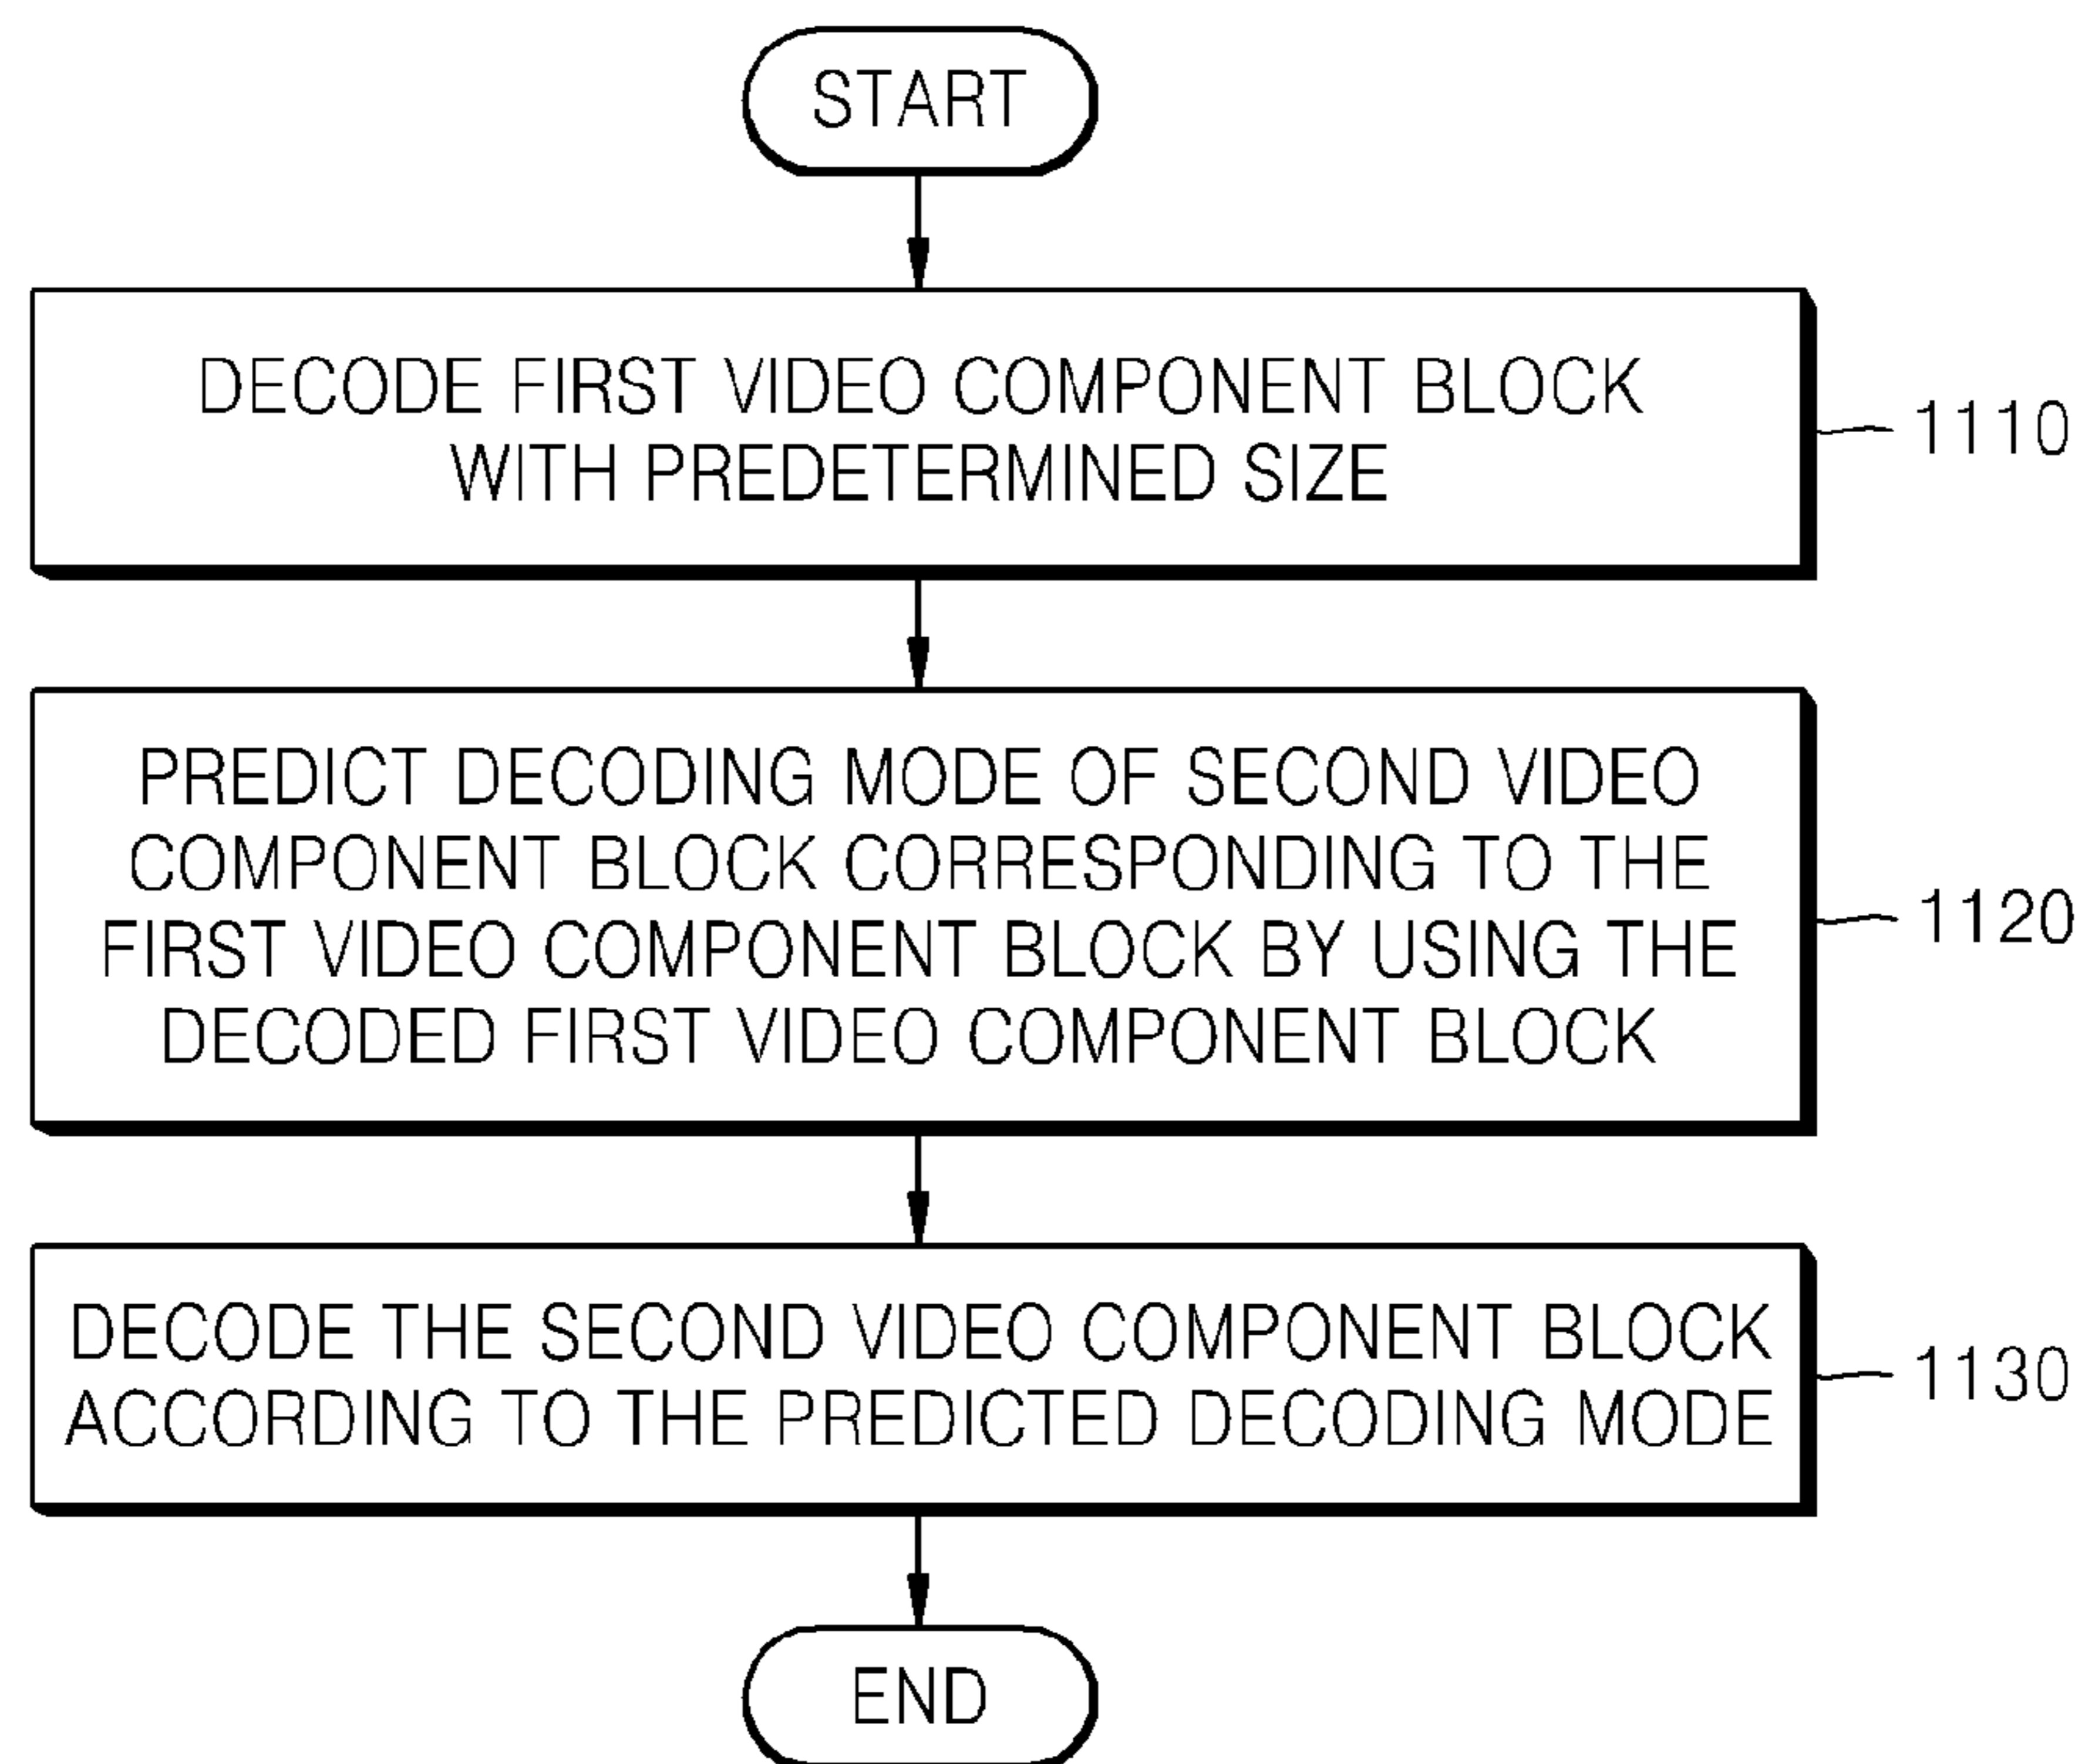 START
DECODE FIRST VIDEO COMPONENT BLOCK
WITH PREDETERMINED SIZE
1110
PREDICT DECODING MODE OF SECOND VIDEO
COMPONENT BLOCK CORRESPONDING TO THE
FIRST VIDEO COMPONENT BLOCK BY USING THE
DECODED FIRST VIDEO COMPONENT BLOCK
1120
DECODE THE SECOND VIDEO COMPONENT BLOCK
ACCORDING TO THE PREDICTED DECODING MODE
1130
END